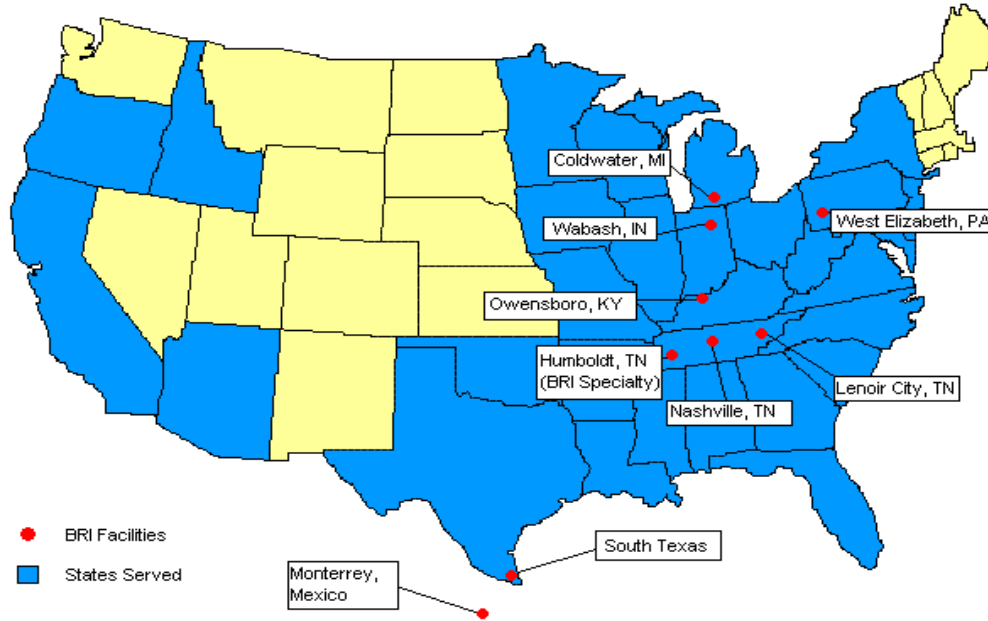 Coldwater, MI
West Elizabeth, PA
Wabash, IN
Owensboro, KY
Humboldt, TN
(BRI Specialty)
Lenoir City, TN
Nashville, TN
BRI Facilities
South Texas
States Served
Monterrey,
Mexico